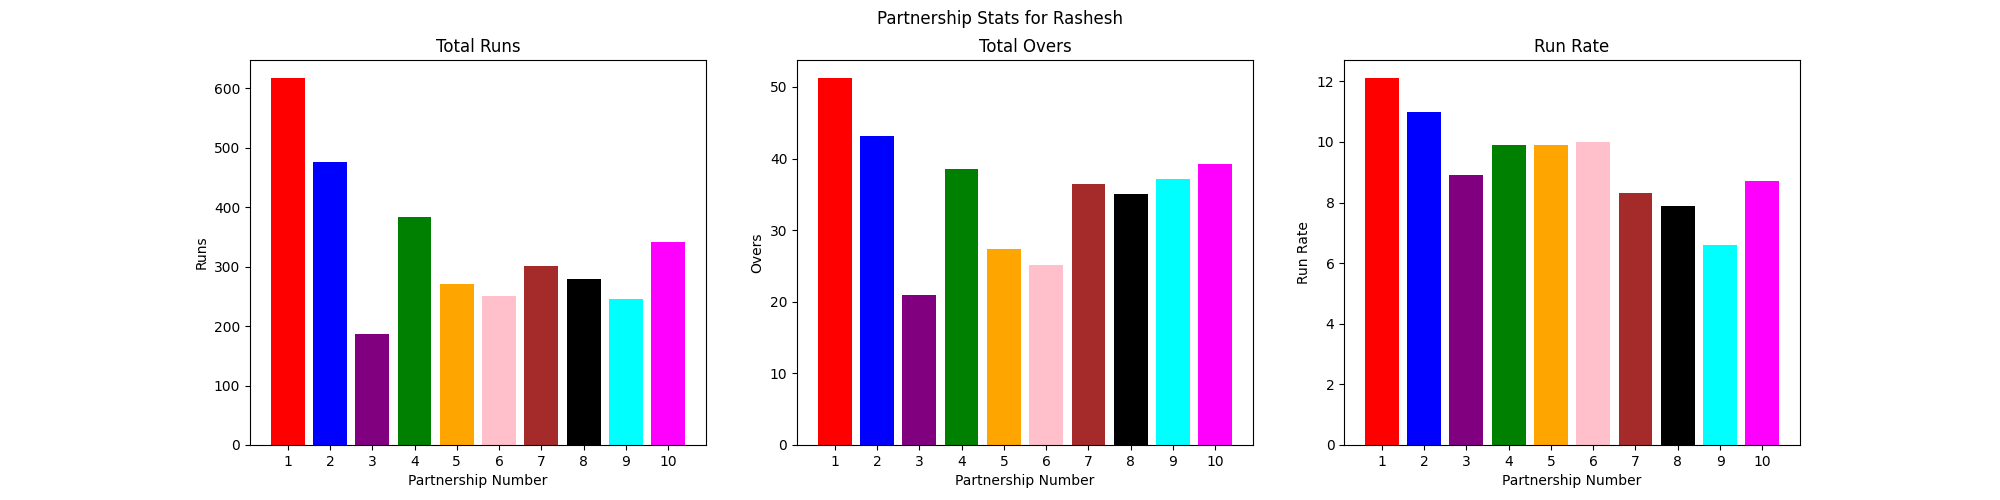 Partnership Stats for Rashesh
Total Runs
600
500
400
300
200
100
0
Runs
1 2 3 4 5 6 7 8 9 10
Partnership Number
Total Overs
50
40
30
20
10
0
Overs
1 2 3 4 5 6 7 8 9 10
Partnership Number
Run Rate
12
10
8
6
4
2
0
Run Rate
1 2 3 4 5 6 7 8 9 10
Partnership Number